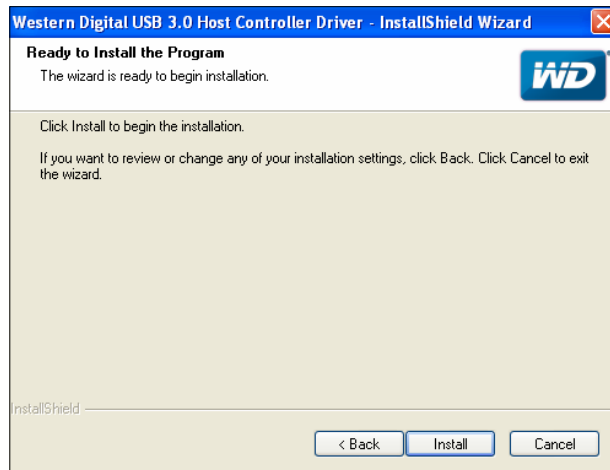 Western Digital USB 3.0 Host Controller Driver - InstallShield Wizard
Ready to Install the Program
The wizard is ready to begin installation.
WD
Click Install to begin the installation.
If you want to review or change any of your installation settings, click Back. Click Cancel to exit
the wizard.
InstallShield
< Back Install Cancel